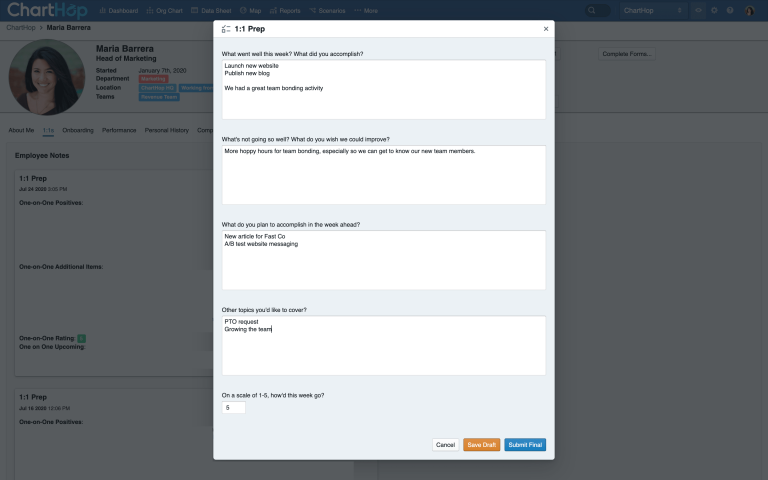 ChartHop
Dashboard
Org Chart
Data Sheet
Map
Reports
Scenarios
More
ChartHop
ChartHop > Maria Barrera
Maria Barrera
Head of Marketing
Started January 7th, 2020
Department Marketing
Location ChartHop HQ
Teams Revenue Team
Complete Forms...
About Me
1:1s
Onboarding
Performance
Personal History
Employee Notes
1:1 Prep
Jul 24 2020 3:05 PM
One-on-One Positives:
One-on-One Additional Items:
One-on-One Rating:
One on One Upcoming:
1:1 Prep
Jul 16 2020 12:06 PM
One-on-One Positives:
1:1 Prep
×
What went well this week? What did you accomplish?
Launch new website
Publish new blog
We had a great team bonding activity
What's not going so well? What do you wish we could improve?
More hoppy hours for team bonding, especially so we can get to know our new team members.
What do you plan to accomplish in the week ahead?
New article for Fast Co
A/B test website messaging
Other topics you'd like to cover?
PTO request
Growing the team
On a scale of 1-5, how'd this week go?
5
Cancel
Save Draft
Submit Final